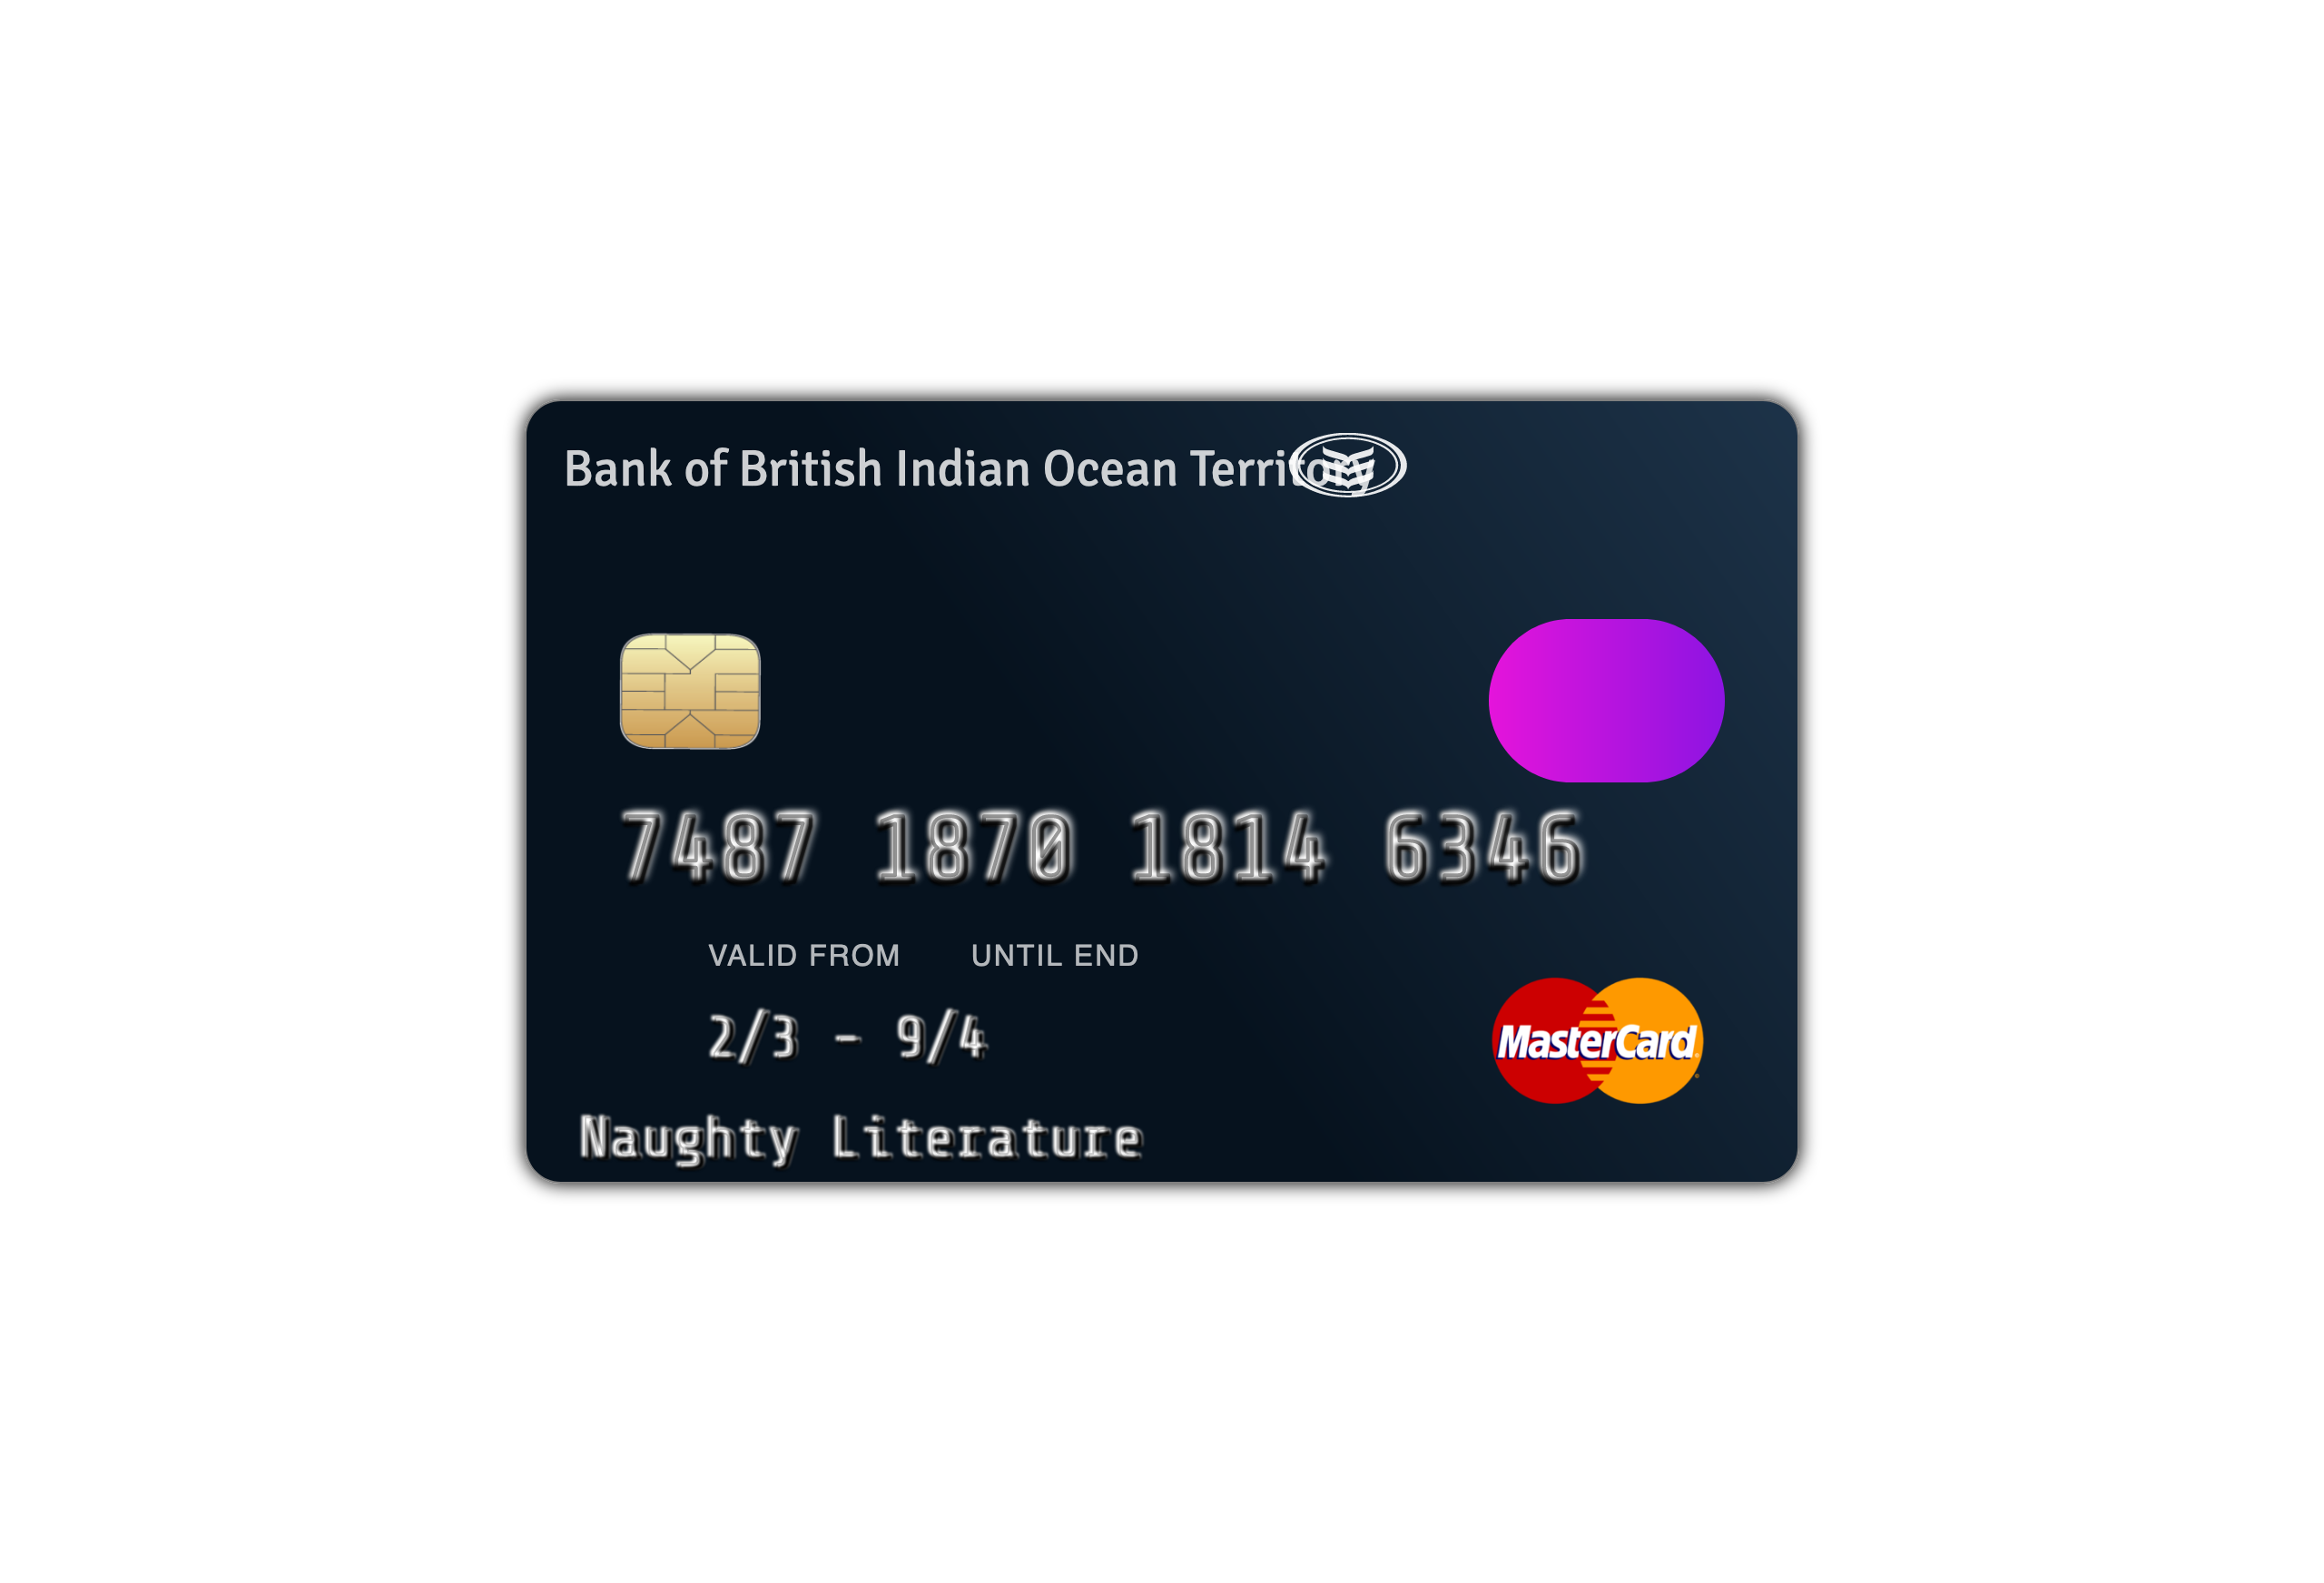 Bank of British Indian Ocean Territory
7487 1870 1814 6346
VALID FROM UNTIL END
2/3 - 9/4
MasterCard
Naughty Literature